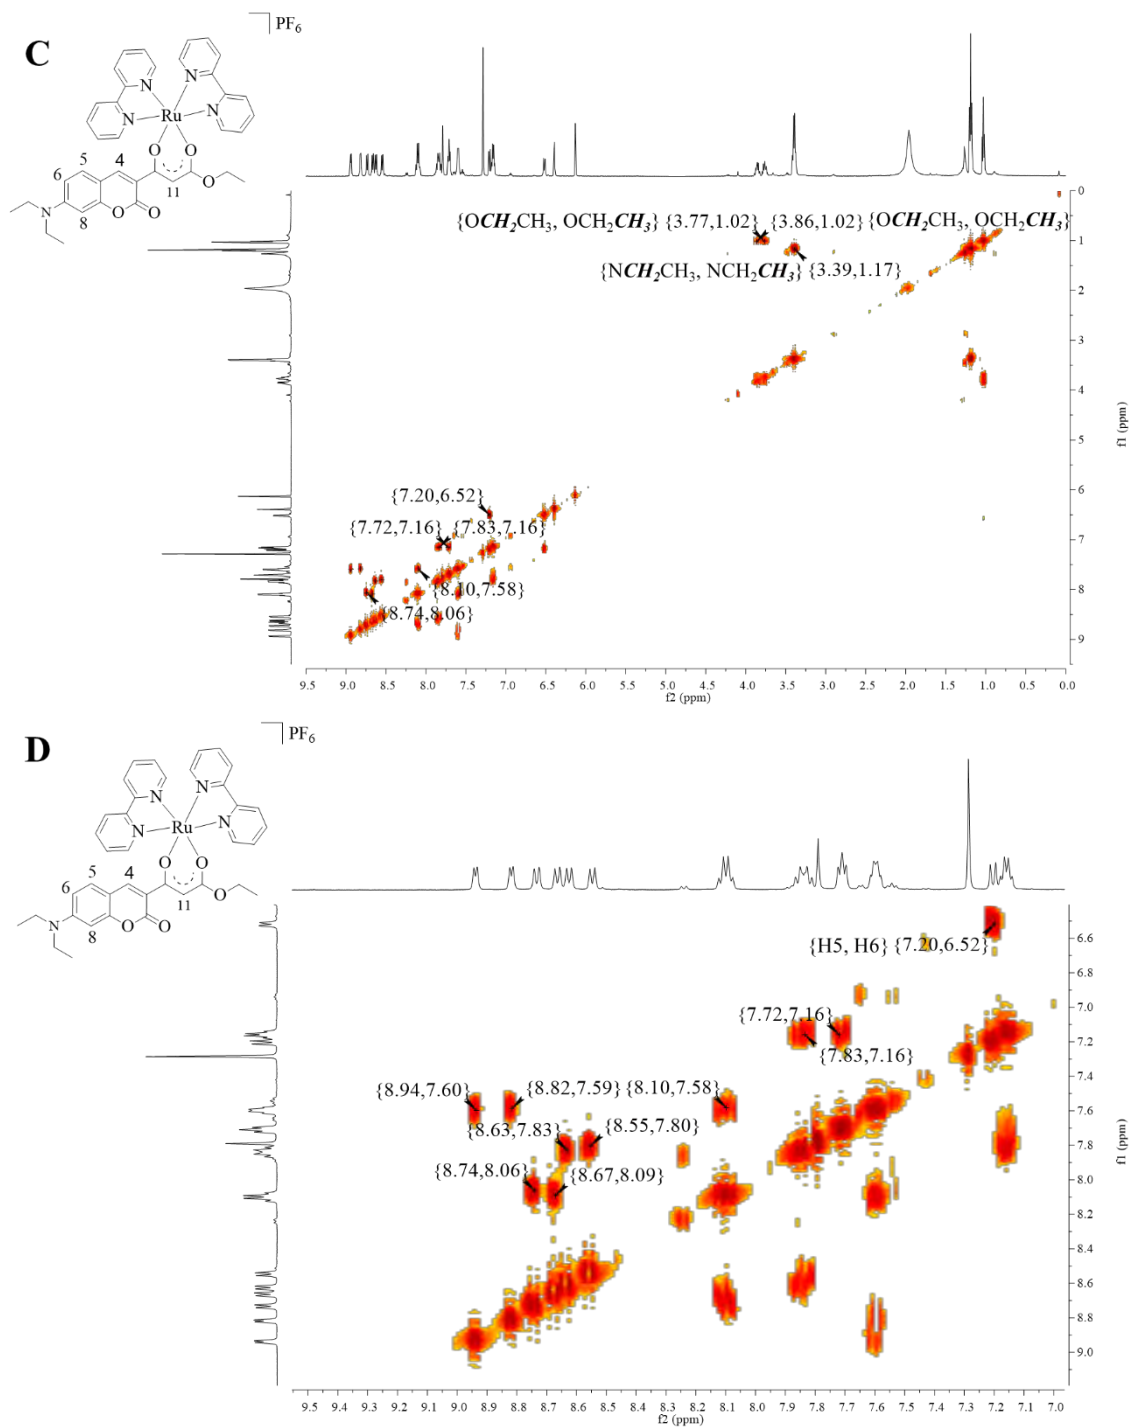 C
PF6
N
N
N
N
Ru
O
O
5
4
6
11
O
8
O
O
N
{OCH2CH3, OCH2CH3} {3.77,1.02} {3.86,1.02} {OCH2CH3, OCH2CH3}
{NCH2CH3, NCH2CH3} {3.39,1.17}
{7.20,6.52}
{7.72,7.16} {7.83,7.16}
{8.10,7.58}
{8.74,8.06}
0
1
2
3
4
5
6
7
8
9
f1 (ppm)
9.5 9.0 8.5 8.0 7.5 7.0 6.5 6.0 5.5 5.0 4.5 4.0 3.5 3.0 2.5 2.0 1.5 1.0 0.5 0.0
f2 (ppm)
D
PF6
N
N
N
N
Ru
O
O
5
4
6
11
O
8
O
O
N
{H5, H6} {7.20,6.52}
{7.72,7.16}
{7.83,7.16}
{8.94,7.60} {8.82,7.59} {8.10,7.58}
{8.63,7.83} {8.55,7.80}
{8.74,8.06} {8.67,8.09}
6.6
6.8
7.0
7.2
7.4
7.6
7.8
8.0
8.2
8.4
8.6
8.8
9.0
f1 (ppm)
9.5 9.4 9.3 9.2 9.1 9.0 8.9 8.8 8.7 8.6 8.5 8.4 8.3 8.2 8.1 8.0 7.9 7.8 7.7 7.6 7.5 7.4 7.3 7.2 7.1 7.0
f2 (ppm)